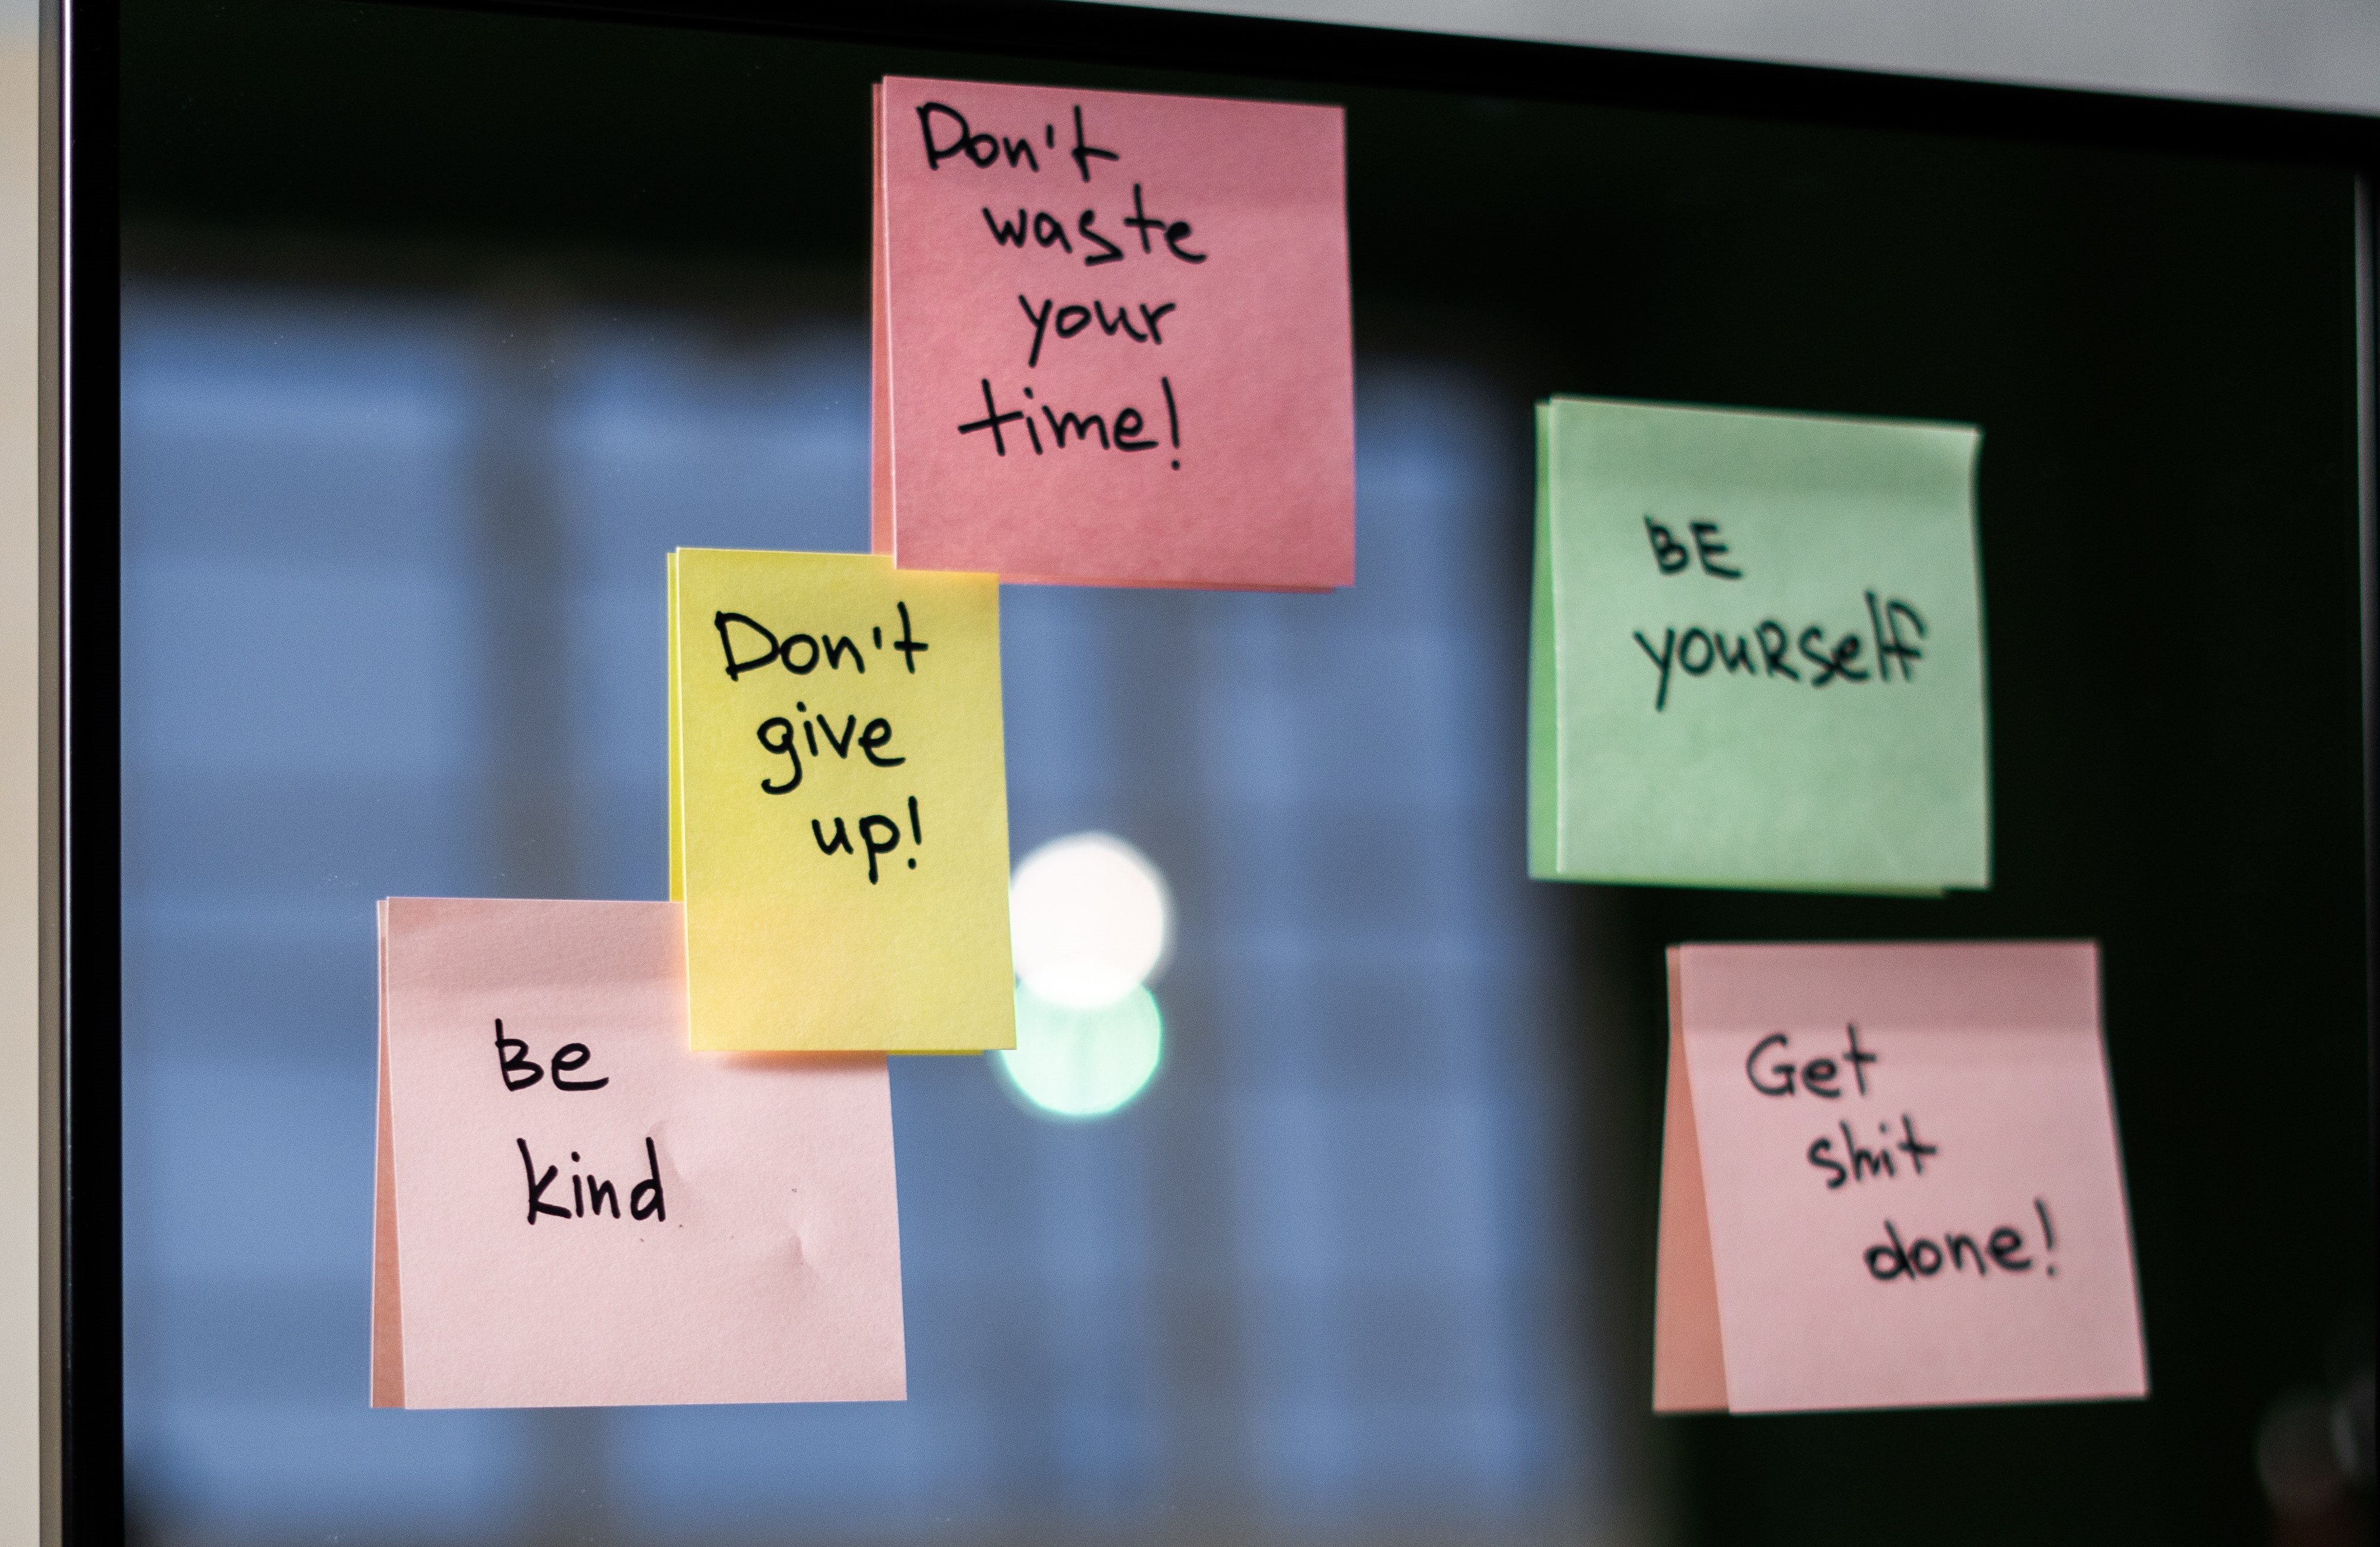 Don't
waste
your
time!
BE
youRself
Don't
give
up!
Be
kind
Get
shit
done!